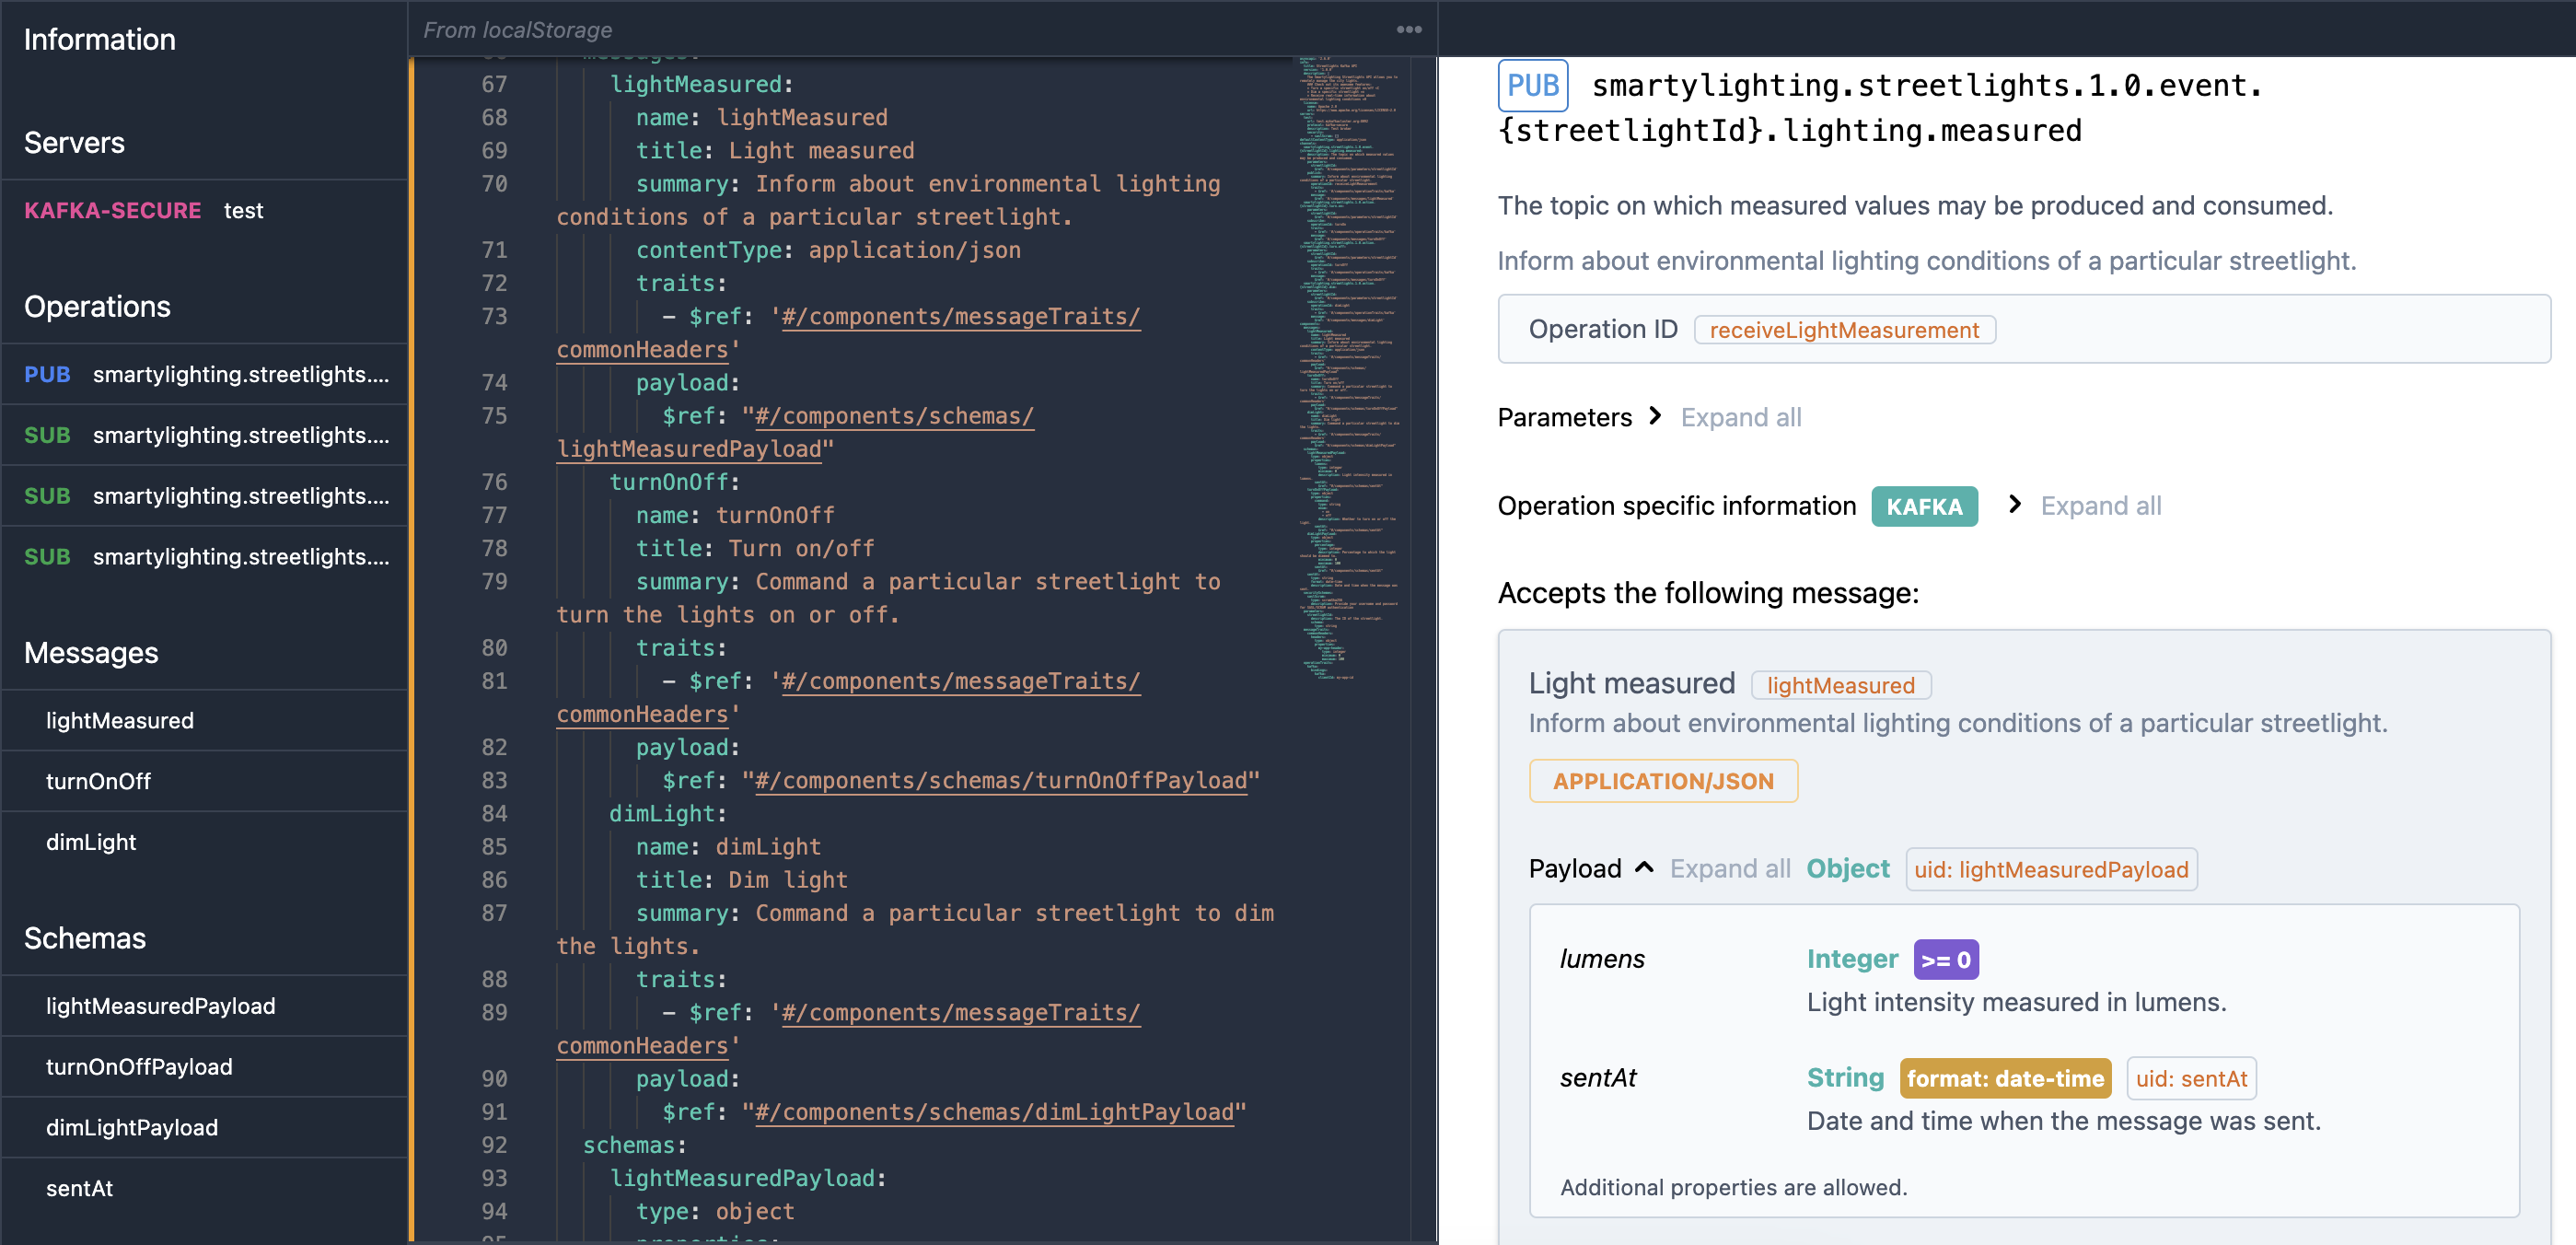 Information
Servers
KAFKA-SECURE test
Operations
PUB smartylighting.streetlights....
SUB smartylighting.streetlights....
SUB smartylighting.streetlights....
SUB smartylighting.streetlights....
Messages
lightMeasured
turnOnOff
dimLight
Schemas
lightMeasuredPayload
turnOnOffPayload
dimLightPayload
sentAt
From localStorage
67 lightMeasured:
68 name: lightMeasured
69 title: Light measured
70 summary: Inform about environmental lighting
conditions of a particular streetlight.
71 contentType: application/json
72 traits:
73 - $ref: '#/components/messageTraits/
commonHeaders'
74 payload:
75 $ref: "#/components/schemas/
lightMeasuredPayload"
76 turnOnOff:
77 name: turnOnOff
78 title: Turn on/off
79 summary: Command a particular streetlight to
turn the lights on or off.
80 traits:
81 - $ref: '#/components/messageTraits/
commonHeaders'
82 payload:
83 $ref: "#/components/schemas/turnOnOffPayload"
84 dimLight:
85 name: dimLight
86 title: Dim light
87 summary: Command a particular streetlight to dim
the lights.
88 traits:
89 - $ref: '#/components/messageTraits/
commonHeaders'
90 payload:
91 $ref: "#/components/schemas/dimLightPayload"
92 schemas:
93 lightMeasuredPayload:
94 type: object
PUB smartylighting.streetlights.1.0.event.
{streetlightId}.lighting.measured
The topic on which measured values may be produced and consumed.
Inform about environmental lighting conditions of a particular streetlight.
Operation ID receiveLightMeasurement
Parameters Expand all
Operation specific information KAFKA Expand all
Accepts the following message:
Light measured lightMeasured
Inform about environmental lighting conditions of a particular streetlight.
APPLICATION/JSON
Payload Expand all Object uid: lightMeasuredPayload
lumens Integer >= 0
Light intensity measured in lumens.
sentAt String format: date-time uid: sentAt
Date and time when the message was sent.
Additional properties are allowed.